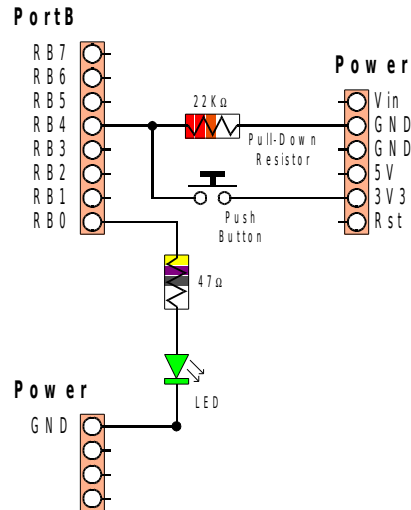 PortB
RB7
RB6
RB5
RB4
RB3
RB2
RB1
RB0
22KΩ
Pull-Down
Resistor
Push
Button
Power
Vin
GND
GND
5V
3V3
Rst
47Ω
LED
Power
GND